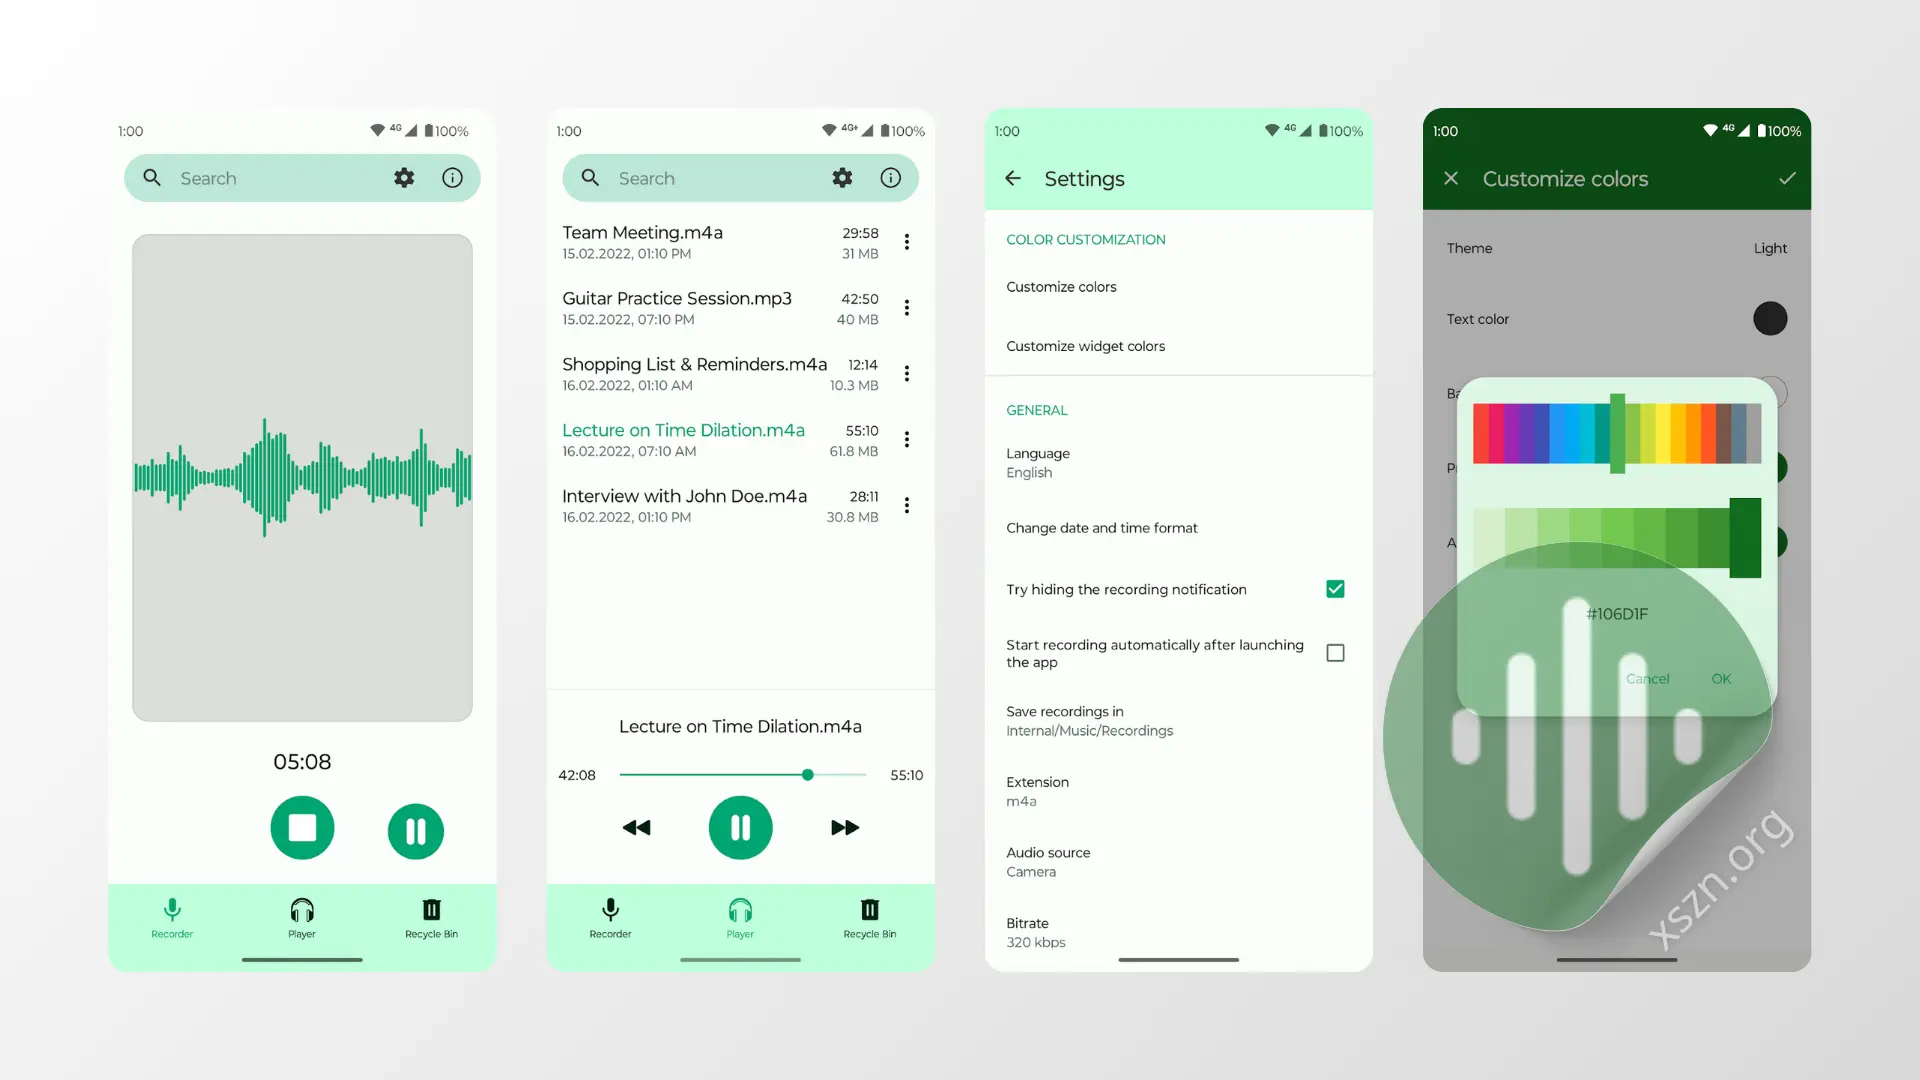 1:00
4G
100%
Search
05:08
Recorder
Player
Recycle Bin
1:00
4G+
100%
Search
Team Meeting.m4a
29:58
15.02.2022, 01:10 PM
31 MB
Guitar Practice Session.mp3
42:50
15.02.2022, 07:10 PM
40 MB
Shopping List & Reminders.m4a
12:14
16.02.2022, 01:10 AM
10.3 MB
Lecture on Time Dilation.m4a
55:10
16.02.2022, 07:10 AM
61.8 MB
Interview with John Doe.m4a
28:11
16.02.2022, 01:10 PM
30.8 MB
Lecture on Time Dilation.m4a
42:08
55:10
Recorder
Player
Recycle Bin
1:00
4G
100%
Settings
COLOR CUSTOMIZATION
Customize colors
Customize widget colors
GENERAL
Language
English
Change date and time format
Try hiding the recording notification
Start recording automatically after launching
the app
Save recordings in
Internal/Music/Recordings
Extension
m4a
Audio source
Camera
Bitrate
320 kbps
1:00
4G
100%
Customize colors
Theme
Light
Text color
#106D1F
Cancel
OK
xszn.org